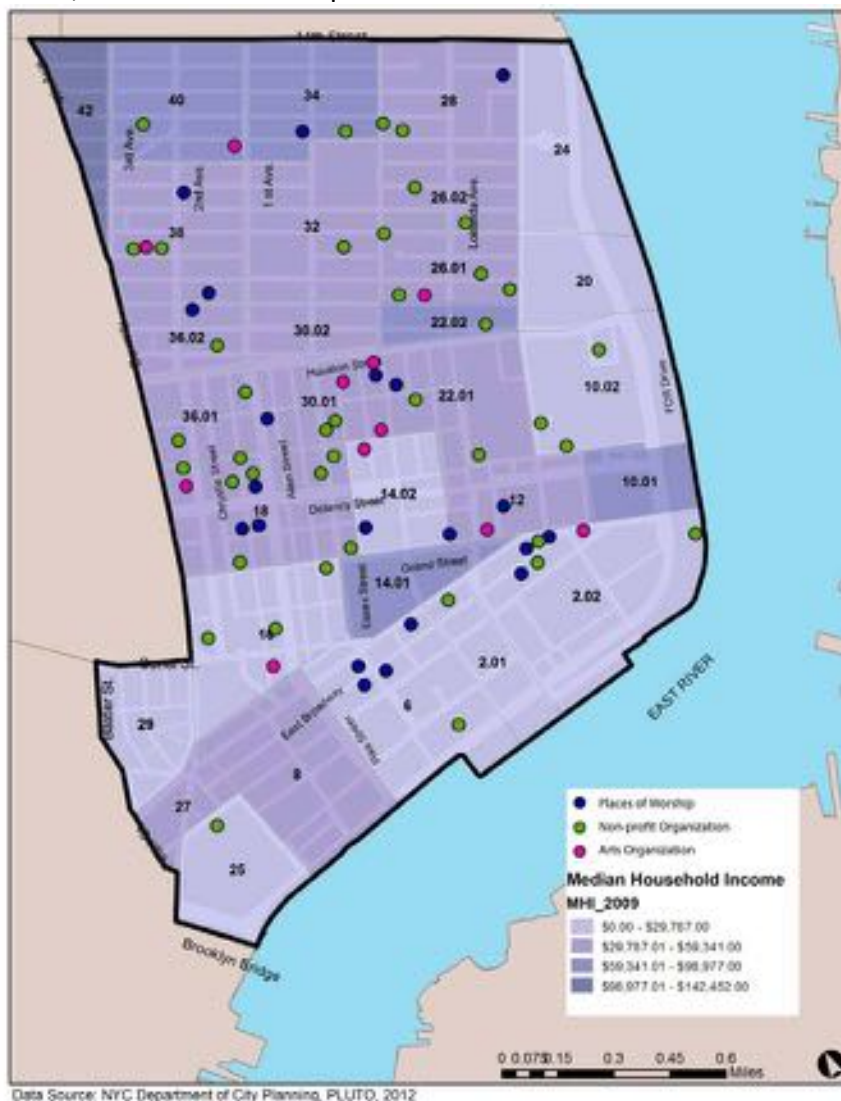 14th Street
42
40
34
28
24
3rd Ave.
2nd Ave.
1 st Ave.
26.02
38
32
26.01
20
22.02
36.02
30.02
Houston Street
10.02
FDR Drive
36.01
30.01
22.01
Chrystie Street
Allen Street
10.01
14.02
Delancy Street
12
18
Grand Street
14.01
Essex Street
2.02
16
2.01
EAST RIVER
29
East Broadway
6
8
27
25
Brooklyn Bridge
Places of Worship
Non-profit Organization
Arts Organization
Median Household Income
MHI_2009
$0.00 - $29,767.00
$29,767.01 - $59,341.00
$59,341.01 - $98,977.00
$98,977.01 - $142,452.00
0 0.075 0.15 0.3 0.45 0.6
Miles
Data Source: NYC Department of City Planning, PLUTO, 2012